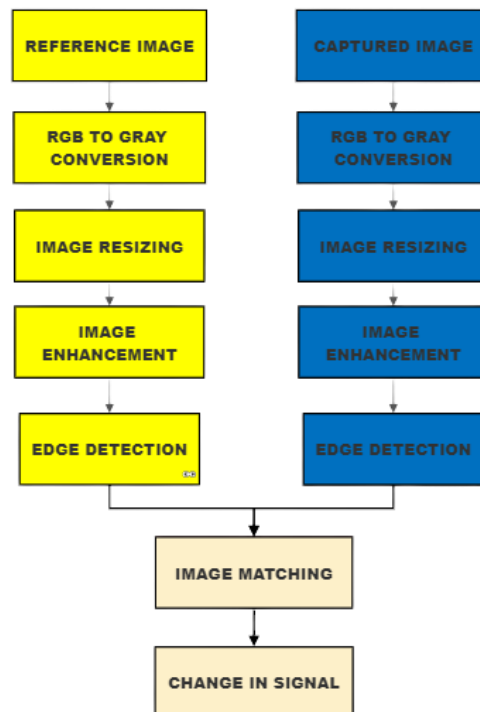 REFERENCE IMAGE
CAPTURED IMAGE
RGB TO GRAY
CONVERSION
RGB TO GRAY
CONVERSION
IMAGE RESIZING
IMAGE RESIZING
IMAGE
ENHANCEMENT
IMAGE
ENHANCEMENT
EDGE DETECTION
EDGE DETECTION
IMAGE MATCHING
CHANGE IN SIGNAL